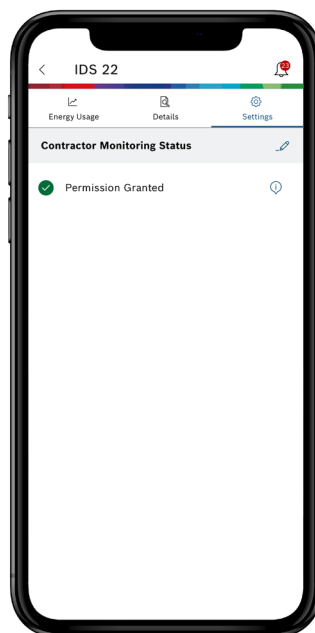 IDS 22
23
Energy Usage
Details
Settings
Contractor Monitoring Status
Permission Granted